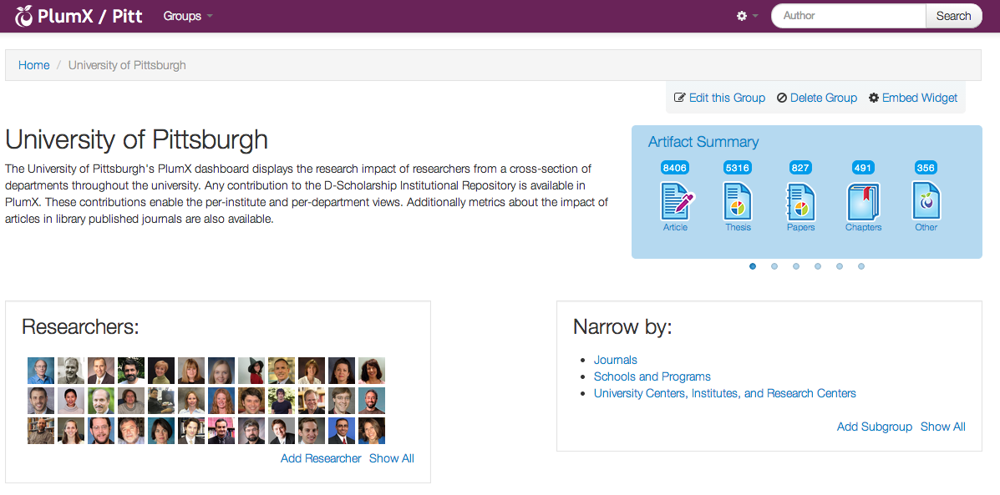 PlumX / Pitt Groups Author Search
Home / University of Pittsburgh
Edit this Group Delete Group Embed Widget
University of Pittsburgh
The University of Pittsburgh's PlumX dashboard displays the research impact of researchers from a cross-section of
departments throughout the university. Any contribution to the D-Scholarship Institutional Repository is available in
PlumX. These contributions enable the per-institute and per-department views. Additionally metrics about the impact of
articles in library published journals are also available.
Artifact Summary
8406 5316 827 491 356
Article Thesis Papers Chapters Other
Researchers:
Add Researcher Show All
Narrow by:
Journals
Schools and Programs
University Centers, Institutes, and Research Centers
Add Subgroup Show All